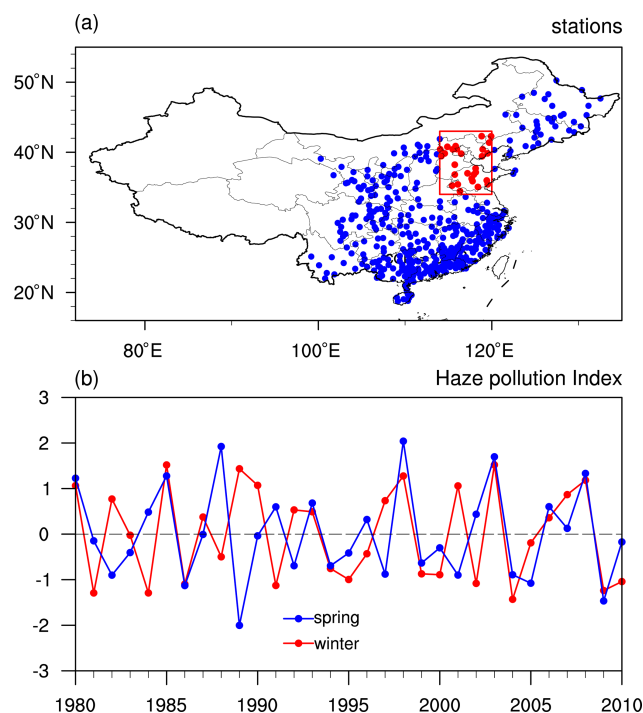 (a)
stations
50°N
40°N
30°N
20°N
80°E 100°E 120°E
(b)
Haze pollution Index
3
2
1
0
-1
-2
-3
spring
winter
1980 1985 1990 1995 2000 2005 2010